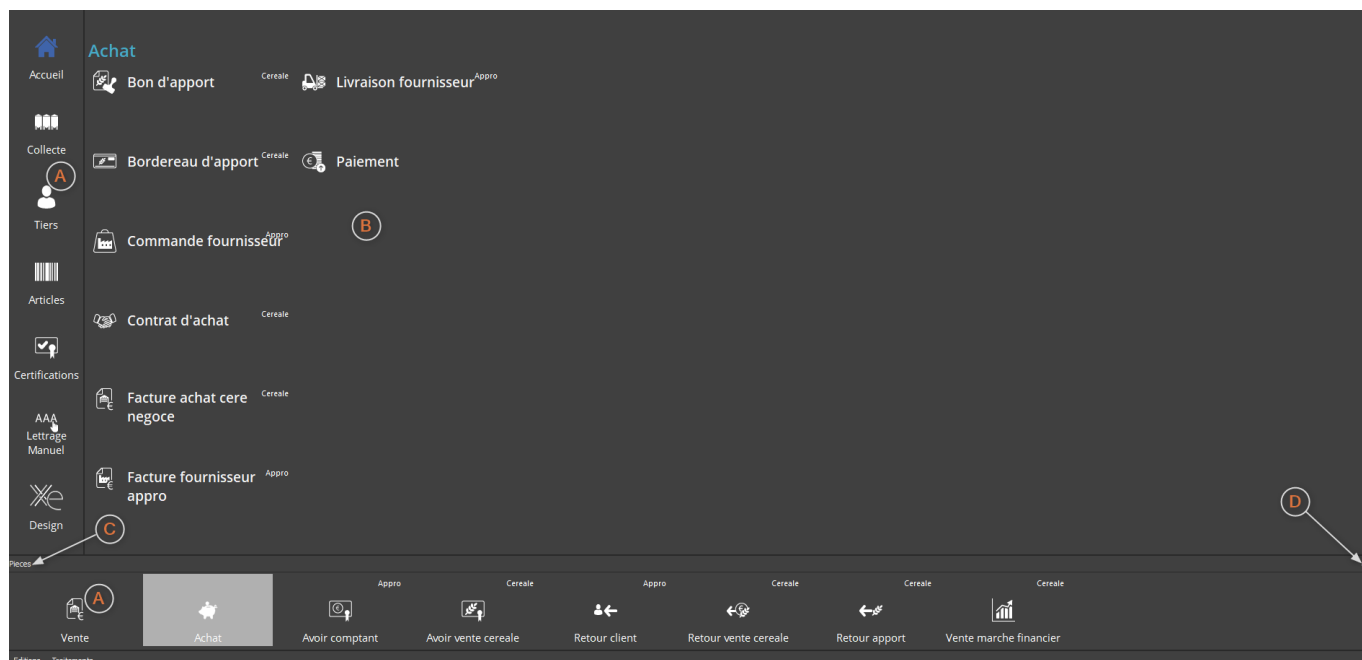 Accueil
Collecte
A
Tiers
Articles
Certifications
AAA
Lettrage
Manuel
Xe
Design
Achat
Bon d'apport Cereale
Livraison fournisseur Appro
Bordereau d'apport Cereale
Paiement
B
Commande fournisseur Appro
Contrat d'achat Cereale
Facture achat cere Cereale
negoce
Facture fournisseur Appro
appro
C
D
Pieces
A
Vente
Achat
Appro
Avoir comptant
Cereale
Avoir vente cereale
Appro
Retour client
Cereale
Retour vente cereale
Cereale
Retour apport
Cereale
Vente marche financier
Editions Traitements